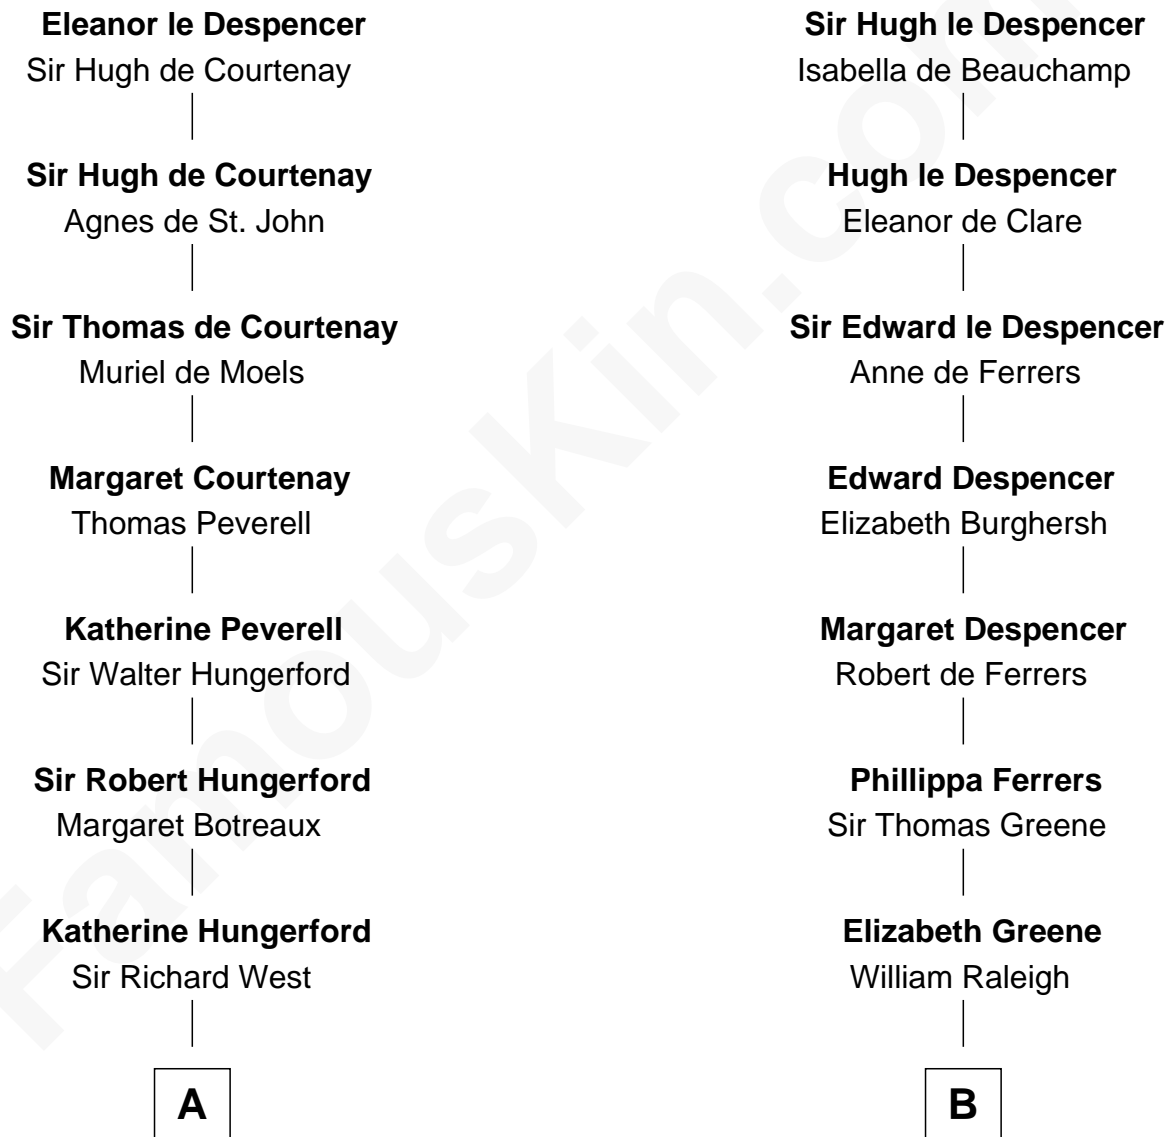 Eleanor le Despencer
Sir Hugh de Courtenay
Sir Hugh de Courtenay
Agnes de St. John
Sir Thomas de Courtenay
Muriel de Moels
Margaret Courtenay
Thomas Peverell
Katherine Peverell
Sir Walter Hungerford
Sir Robert Hungerford
Margaret Botreaux
Katherine Hungerford
Sir Richard West
A
Sir Hugh le Despencer
Isabella de Beauchamp
Hugh le Despencer
Eleanor de Clare
Sir Edward le Despencer
Anne de Ferrers
Edward Despencer
Elizabeth Burghersh
Margaret Despencer
Robert de Ferrers
Phillippa Ferrers
Sir Thomas Greene
Elizabeth Greene
William Raleigh
B
FamousKin.com